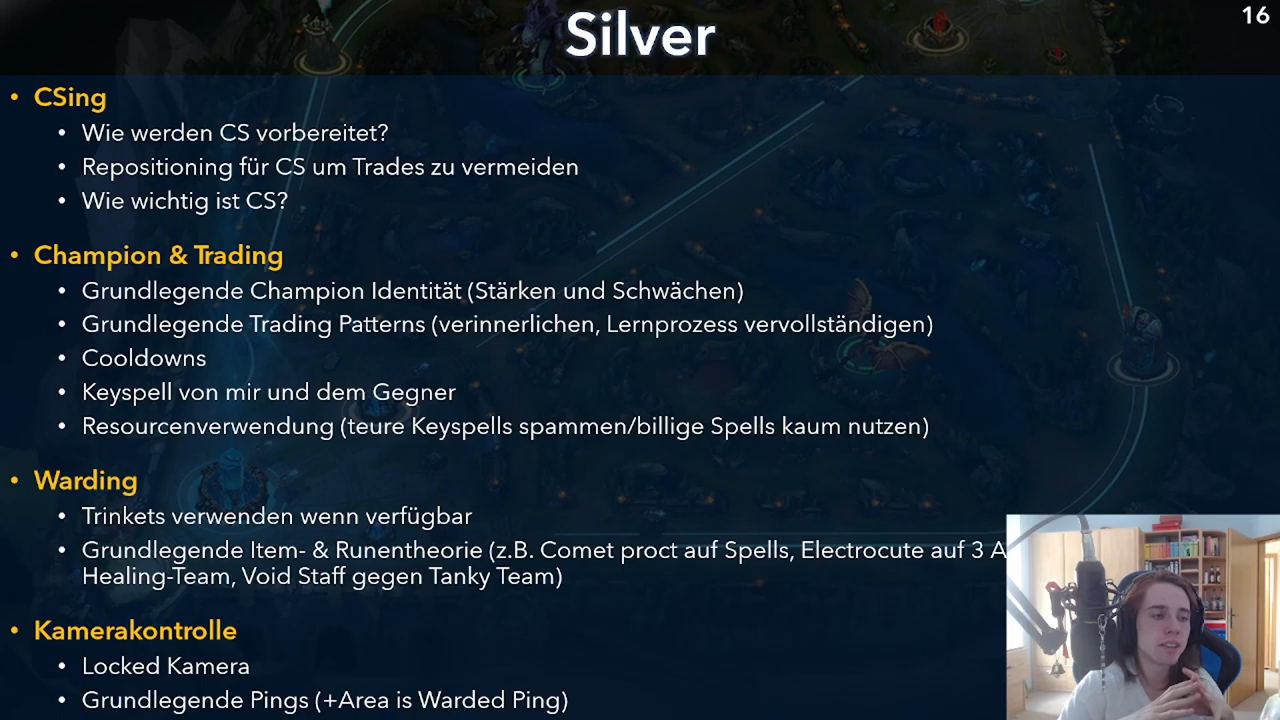 Silver
16
• CSing
• Wie werden CS vorbereitet?
• Repositioning für CS um Trades zu vermeiden
• Wie wichtig ist CS?
• Champion & Trading
• Grundlegende Champion Identität (Stärken und Schwächen)
• Grundlegende Trading Patterns (verinnerlichen, Lernprozess vervollständigen)
• Cooldowns
• Keyspell von mir und dem Gegner
• Resourcenverwendung (teure Keyspells spammen/billige Spells kaum nutzen)
• Warding
• Trinkets verwenden wenn verfügbar
• Grundlegende Item- & Runentheorie (z.B. Comet proct auf Spells, Electrocute auf 3 A
Healing-Team, Void Staff gegen Tanky Team)
• Kamerakontrolle
• Locked Kamera
• Grundlegende Pings (+Area is Warded Ping)